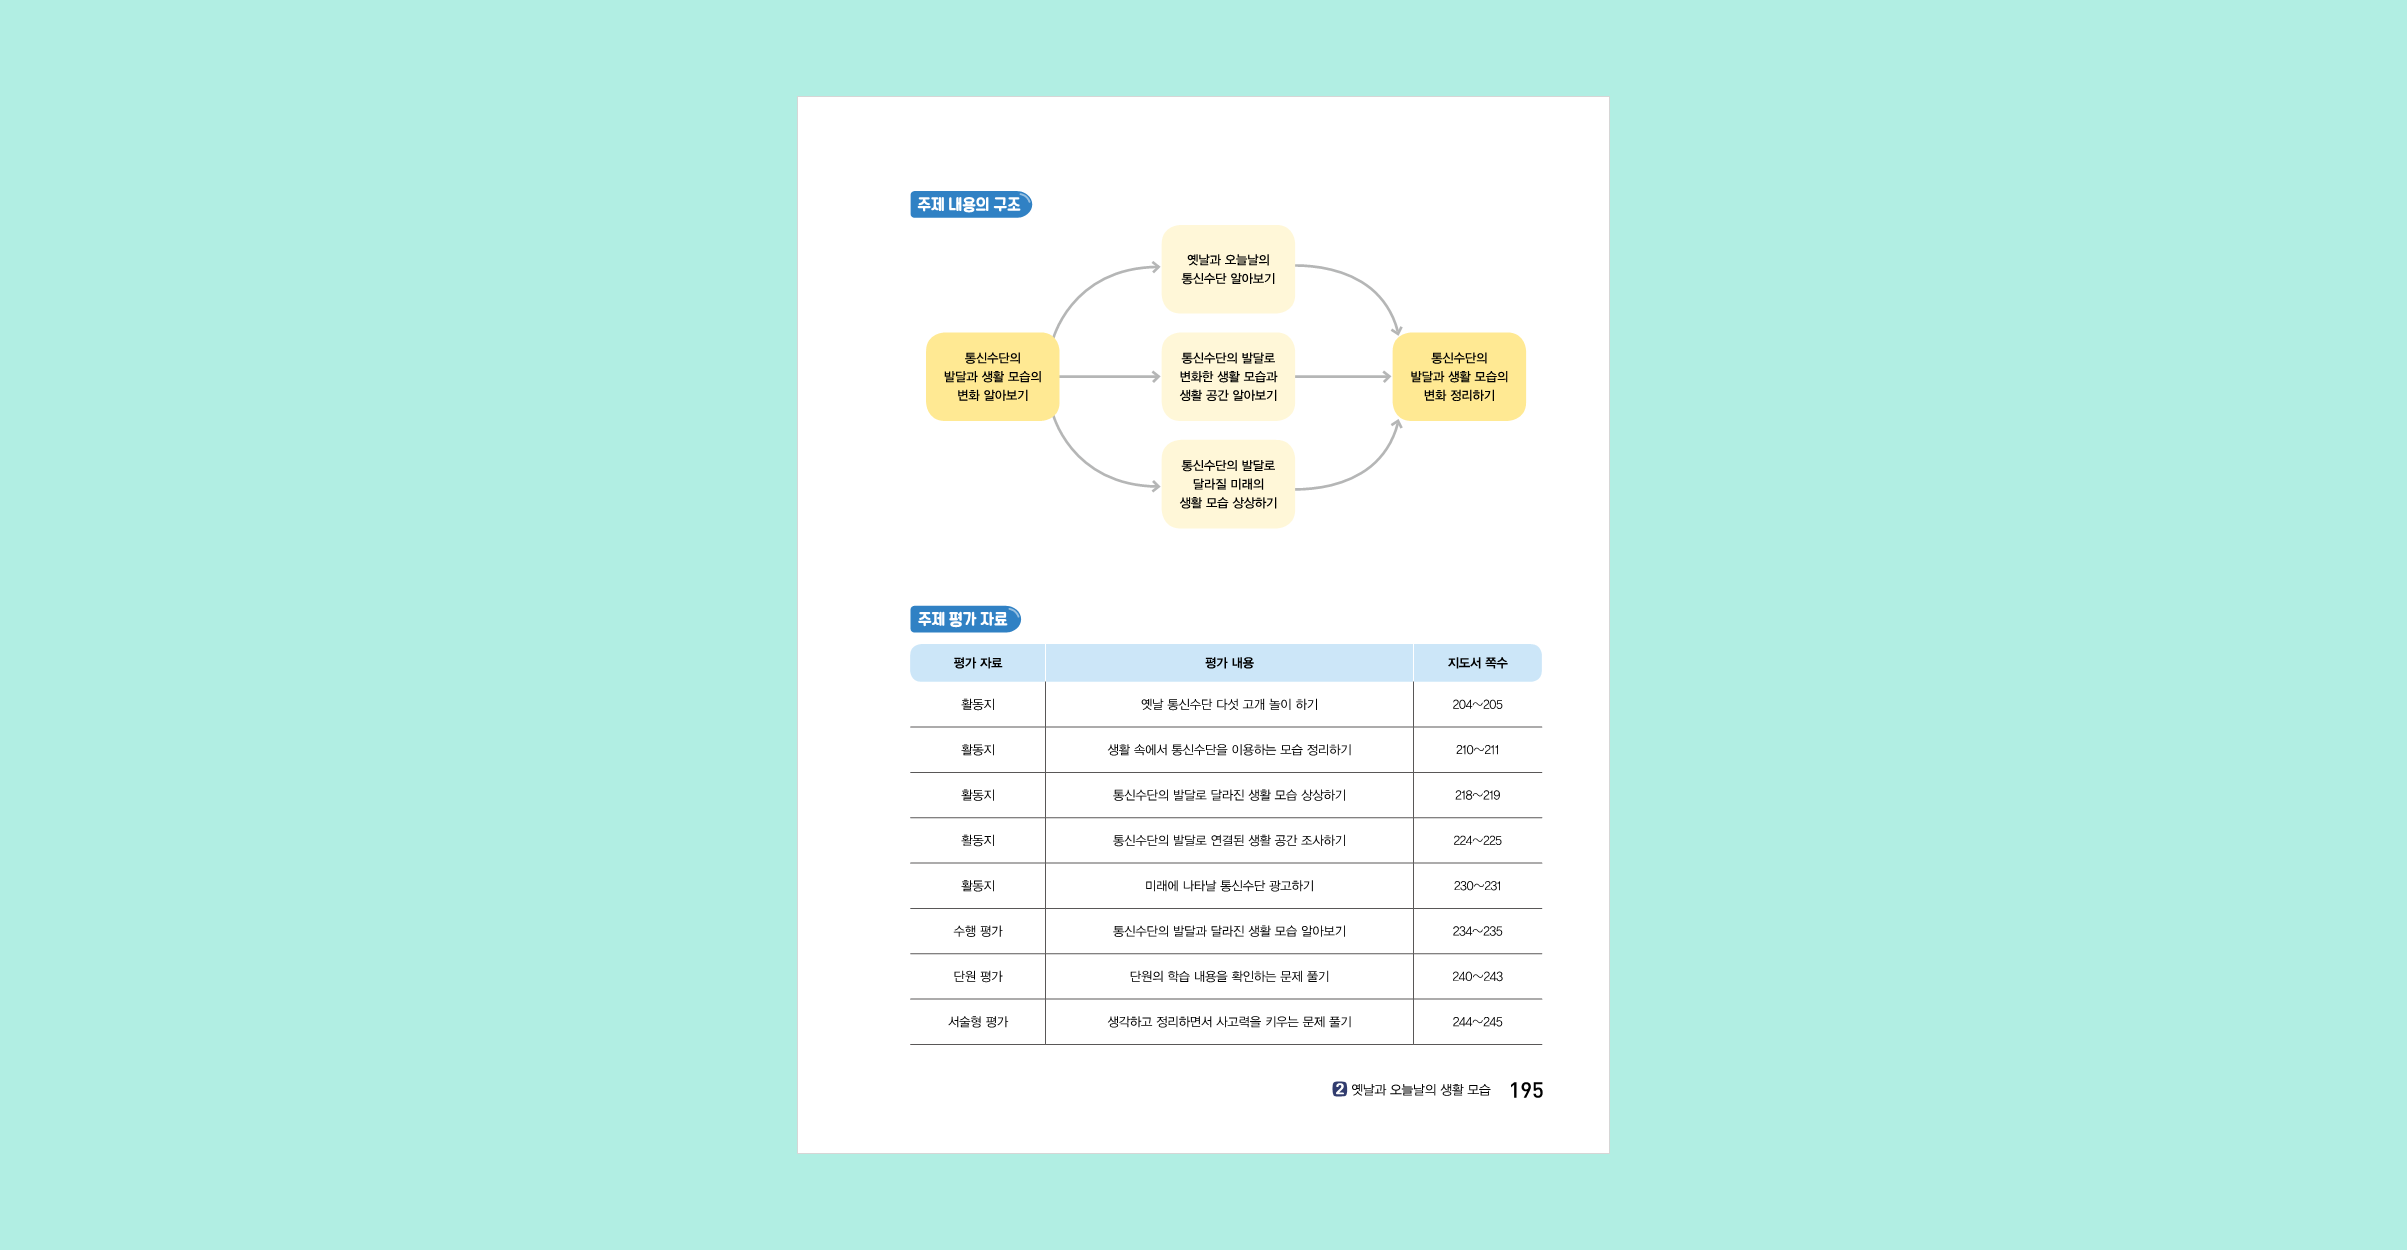 주제 내용의 구조
옛날과 오늘날의
통신수단 알아보기
통신수단의
발달과 생활 모습의
변화 알아보기
통신수단의 발달로
변화한 생활 모습과
생활 공간 알아보기
통신수단의
발달과 생활 모습의
변화 정리하기
통신수단의 발달로
달라질 미래의
생활 모습 상상하기
주제 평가 자료
평가 자료 평가 내용 지도서 쪽수
활동지 옛날 통신수단 다섯 고개 놀이 하기 204~205
활동지 생활 속에서 통신수단을 이용하는 모습 정리하기 210~211
활동지 통신수단의 발달로 달라진 생활 모습 상상하기 218~219
활동지 통신수단의 발달로 연결된 생활 공간 조사하기 224~225
활동지 미래에 나타날 통신수단 광고하기 230~231
수행 평가 통신수단의 발달과 달라진 생활 모습 알아보기 234~235
단원 평가 단원의 학습 내용을 확인하는 문제 풀기 240~243
서술형 평가 생각하고 정리하면서 사고력을 키우는 문제 풀기 244~245
2 옛날과 오늘날의 생활 모습 195